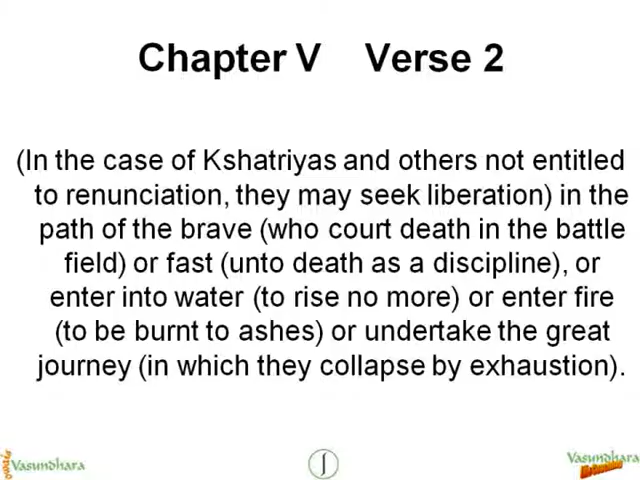 Chapter V Verse 2
(In the case of Kshatriyas and others not entitled
to renunciation, they may seek liberation) in the
path of the brave (who court death in the battle
field) or fast (unto death as a discipline), or
enter into water (to rise no more) or enter fire
(to be burnt to ashes) or undertake the great
journey (in which they collapse by exhaustion).
Vasundhara
Vasundhara